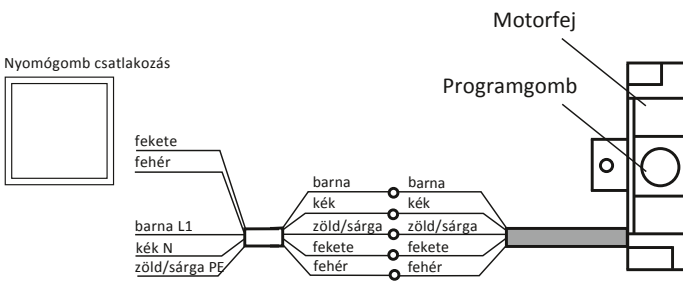 Motorfej
Nyomógomb csatlakozás
Programgomb
fekete
fehér
barna L1
kék N
zöld/sárga PE
barna barna
kék kék
zöld/sárga zöld/sárga
fekete fekete
fehér fehér